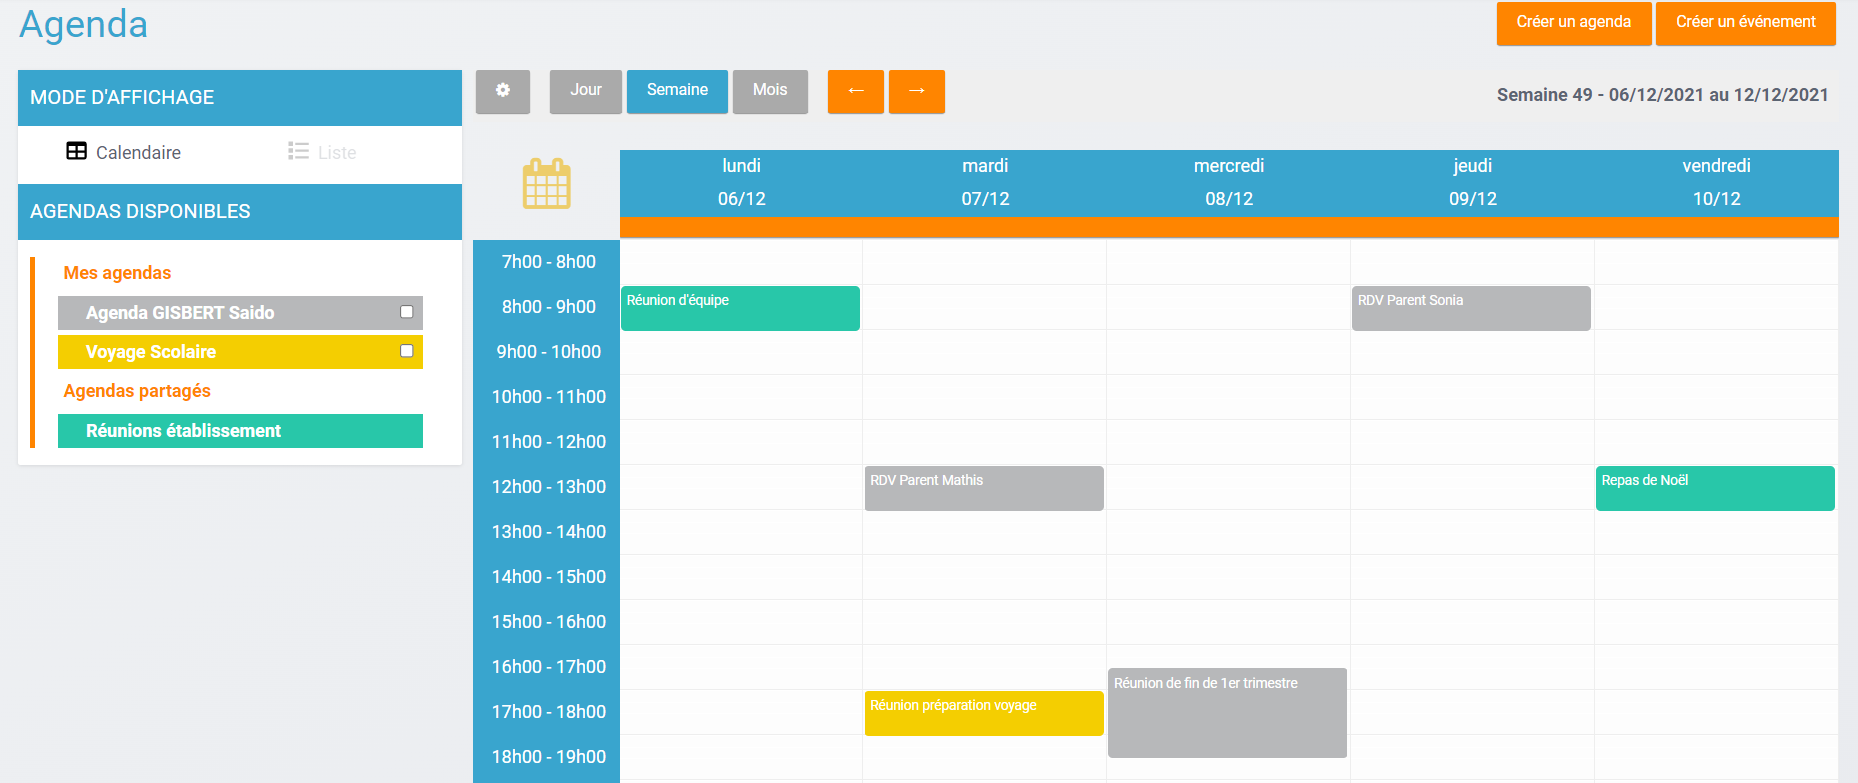 Agenda
Créer un agenda
Créer un événement
MODE D'AFFICHAGE
Calendaire
Liste
AGENDAS DISPONIBLES
Mes agendas
Agenda GISBERT Saido
Voyage Scolaire
Agendas partagés
Réunions établissement
Jour
Semaine
Mois
←
→
Semaine 49 - 06/12/2021 au 12/12/2021
lundi mardi mercredi jeudi vendredi
06/12 07/12 08/12 09/12 10/12
7h00 - 8h00
8h00 - 9h00
Réunion d'équipe
RDV Parent Sonia
9h00 - 10h00
10h00 - 11h00
11h00 - 12h00
12h00 - 13h00
RDV Parent Mathis
Repas de Noël
13h00 - 14h00
14h00 - 15h00
15h00 - 16h00
16h00 - 17h00
Réunion de fin de 1er trimestre
17h00 - 18h00
Réunion préparation voyage
18h00 - 19h00